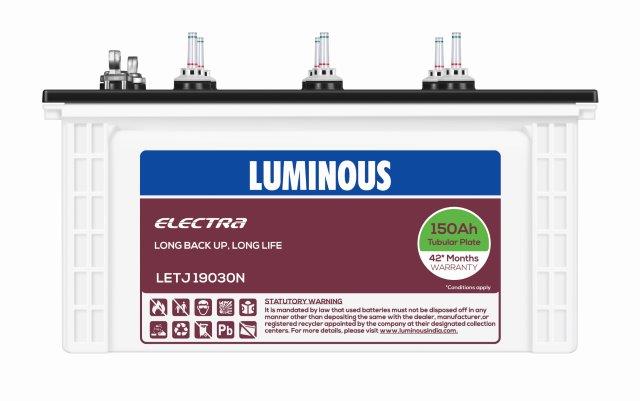 LUMINOUS
ELECTRA
LONG BACK UP, LONG LIFE
LETJ 19030N
150Ah
Tubular Plate
42* Months
WARRANTY
*Conditions apply
STATUTORY WARNING
It is mandated by law that used batteries must not be disposed off in any
manner other than depositing the same with the dealer, manufacturer,or
registered recycler appointed by the company at their designated collection
centers. For more details, please visit www.luminousindia.com.
Pb